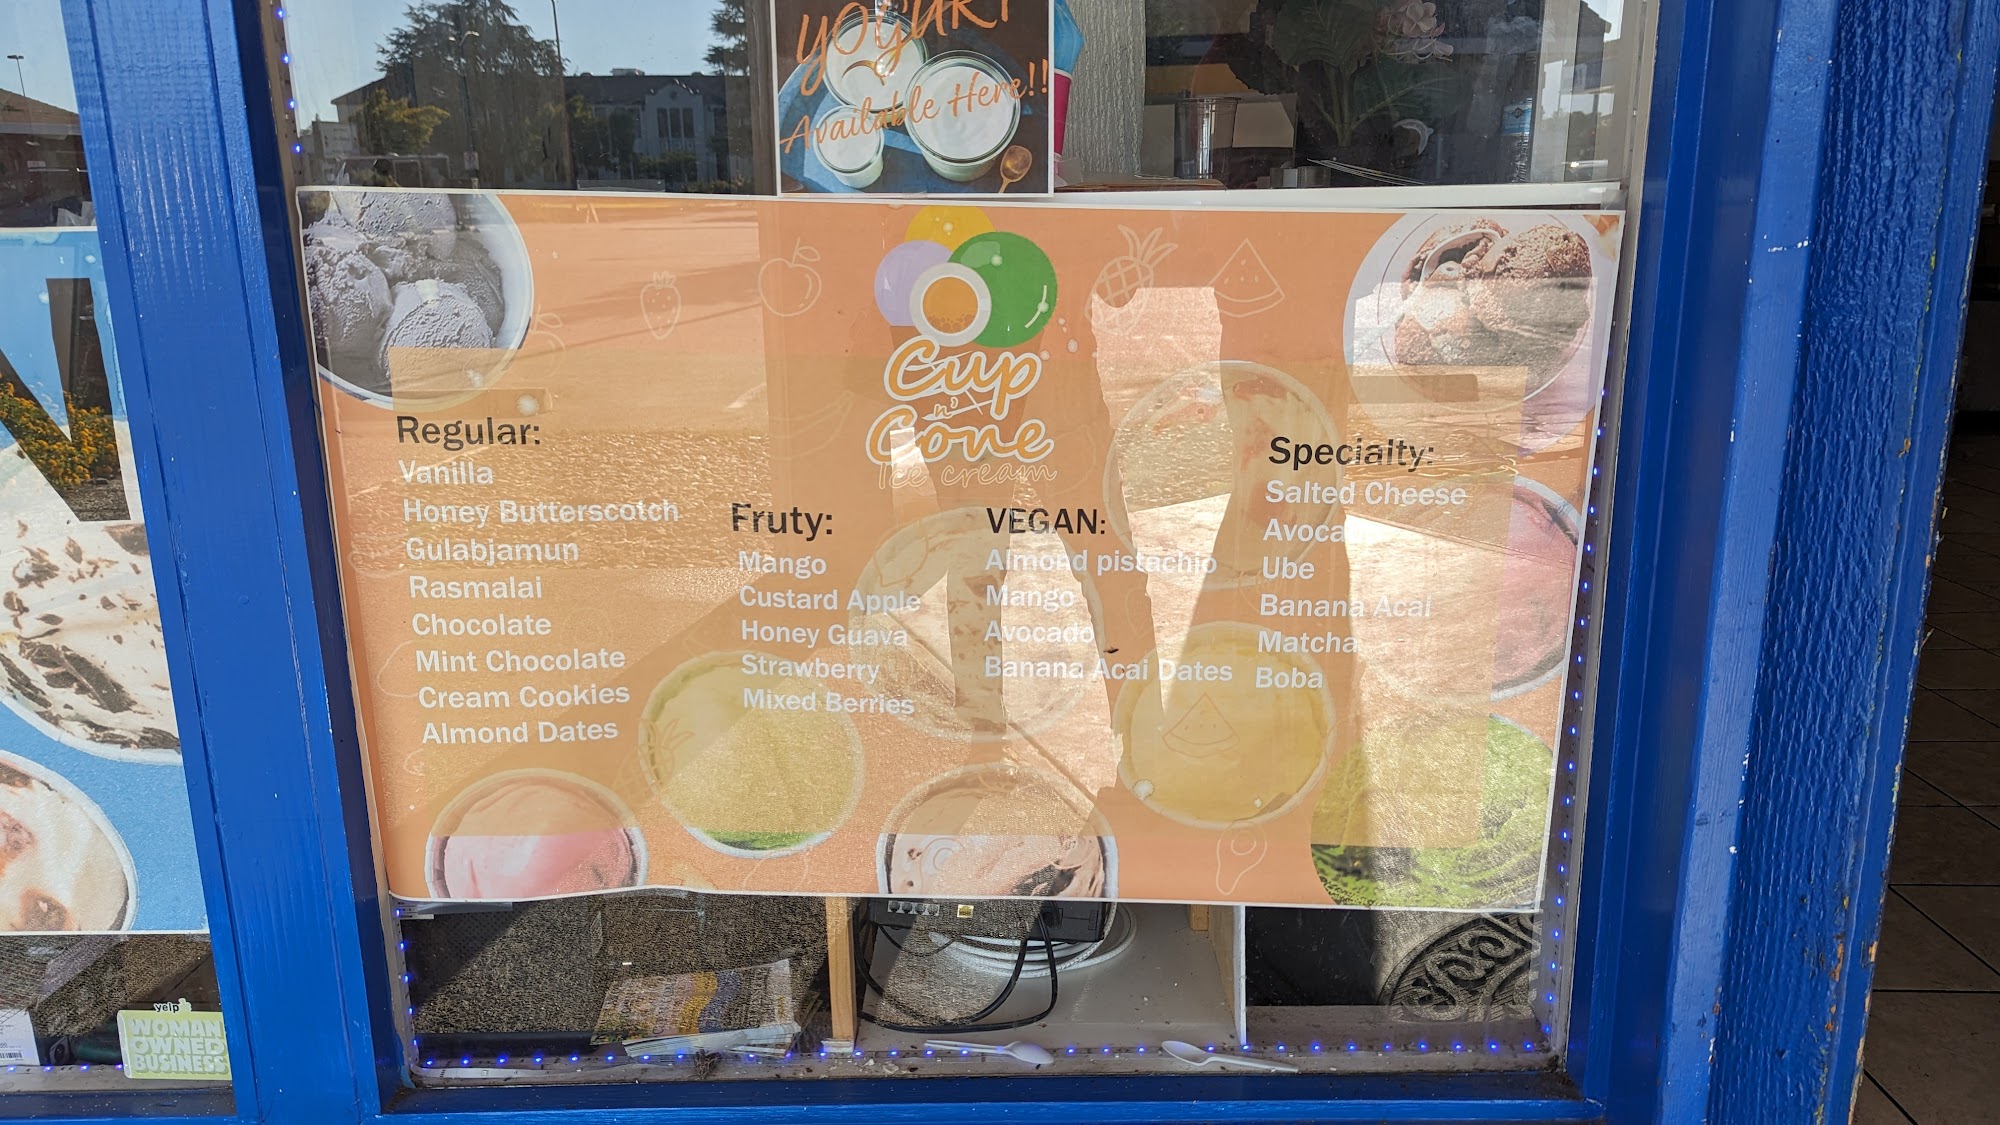 YOGURT
Available Here!!
Cup
n'
Cone
Ice cream
Regular:
Vanilla
Honey Butterscotch
Gulabjamun
Rasmalai
Chocolate
Mint Chocolate
Cream Cookies
Almond Dates
Fruty:
Mango
Custard Apple
Honey Guava
Strawberry
Mixed Berries
VEGAN:
Almond pistachio
Mango
Avocado
Banana Acai Dates
Specialty:
Salted Cheese
Avoca
Ube
Banana Acai
Matcha
Boba
yelp
WOMAN
OWNED
BUSINESS